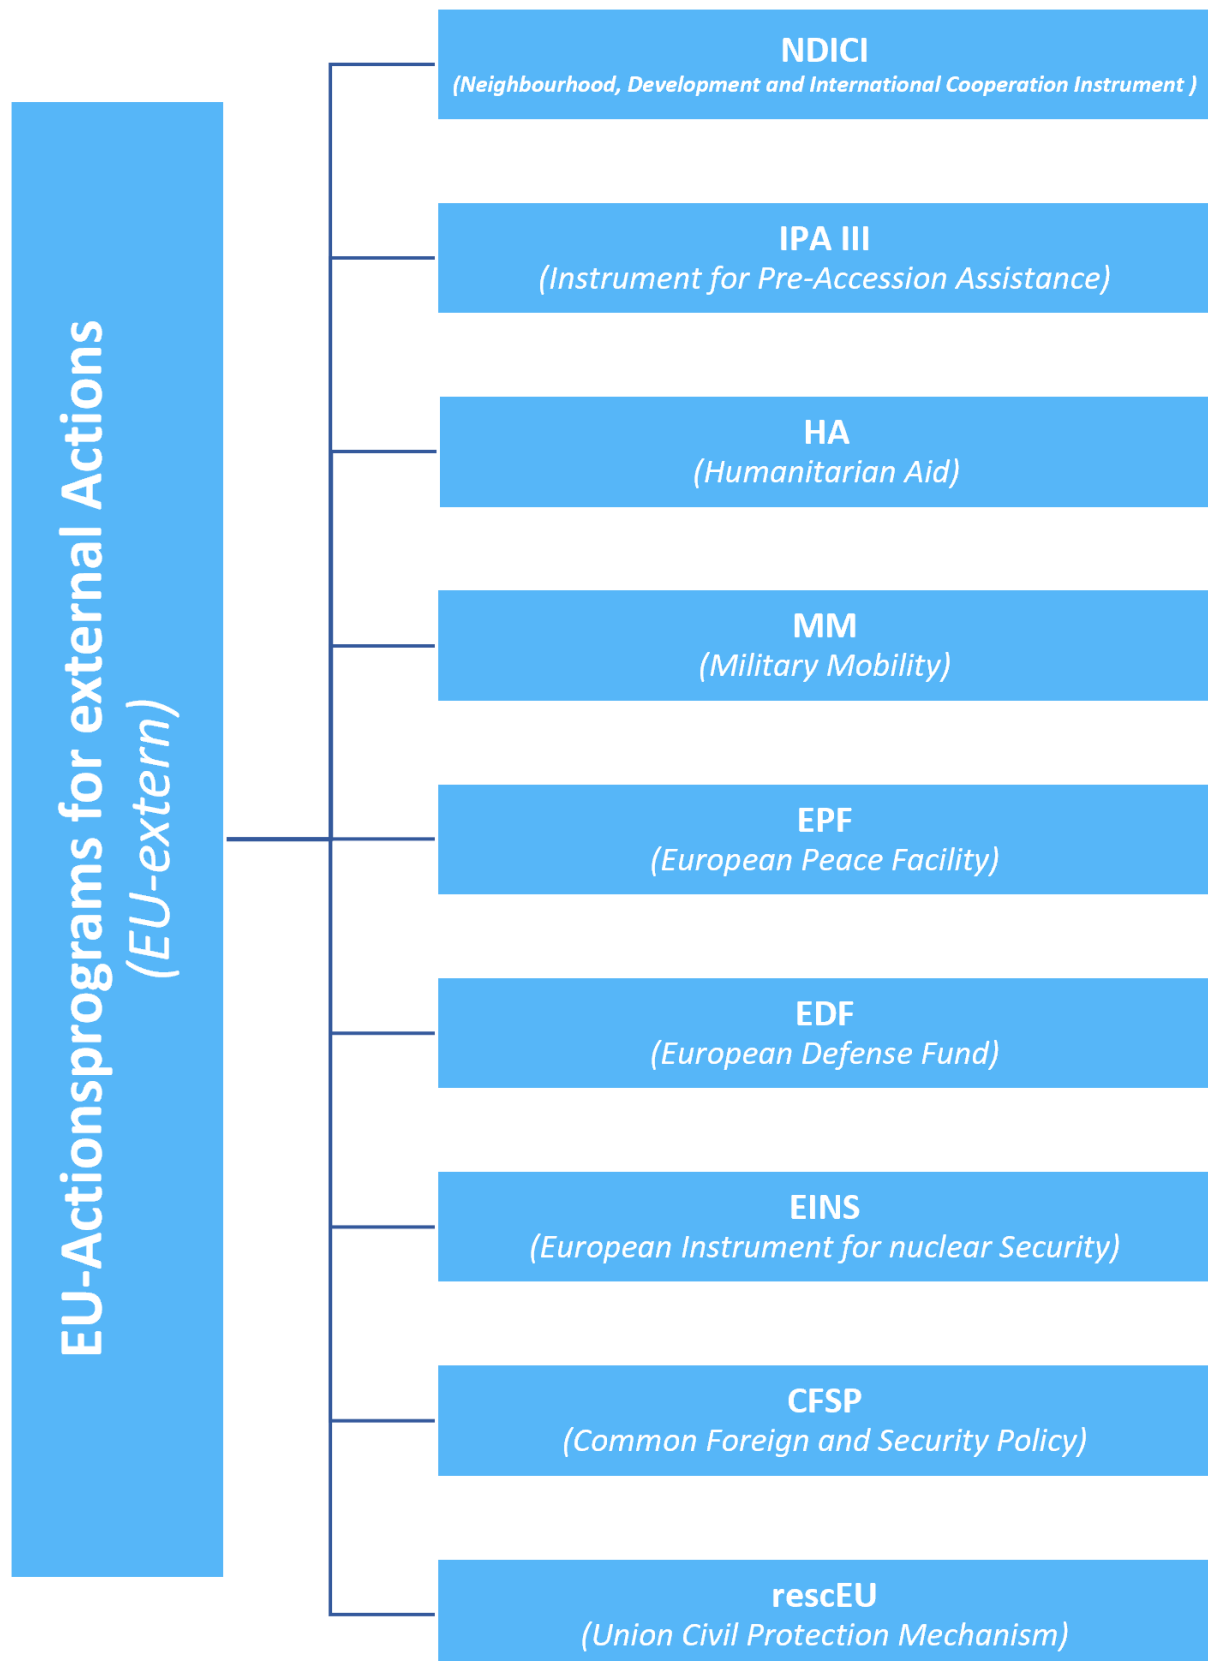 EU-Actionsprograms for external Actions
(EU-extern)
NDICI
(Neighbourhood, Development and International Cooperation Instrument )
IPA III
(Instrument for Pre-Accession Assistance)
HA
(Humanitarian Aid)
MM
(Military Mobility)
EPF
(European Peace Facility)
EDF
(European Defense Fund)
EINS
(European Instrument for nuclear Security)
CFSP
(Common Foreign and Security Policy)
rescEU
(Union Civil Protection Mechanism)